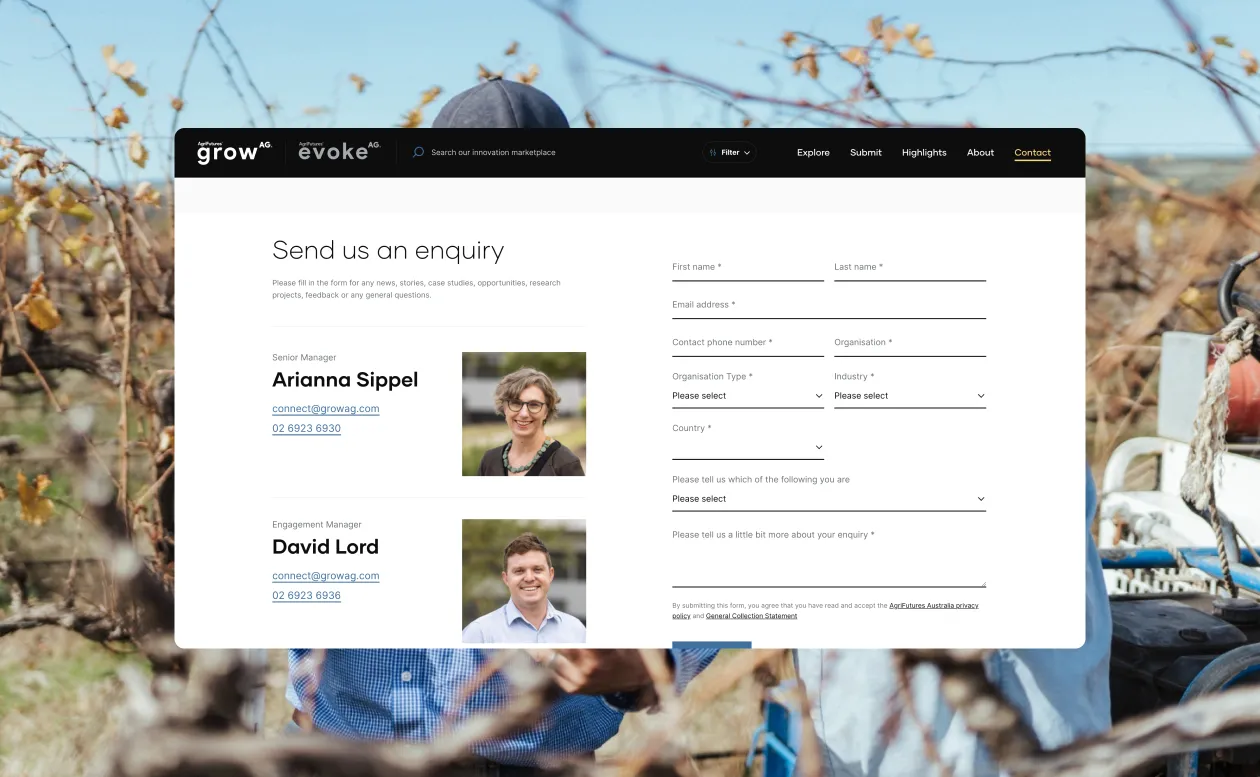 AgriFutures
growAG.
AgriFutures
evokeAG.
Search our innovation marketplace
Filter
Explore
Submit
Highlights
About
Contact
Send us an enquiry
Please fill in the form for any news, stories, case studies, opportunities, research
projects, feedback or any general questions.
Senior Manager
Arianna Sippel
connect@growag.com
02 6923 6930
Engagement Manager
David Lord
connect@growag.com
02 6923 6936
First name *
Last name *
Email address *
Contact phone number *
Organisation *
Organisation Type *
Industry *
Please select
Please select
Country *
Please tell us which of the following you are
Please select
Please tell us a little bit more about your enquiry *
By submitting this form, you agree that you have read and accept the AgriFutures Australia privacy
policy and General Collection Statement